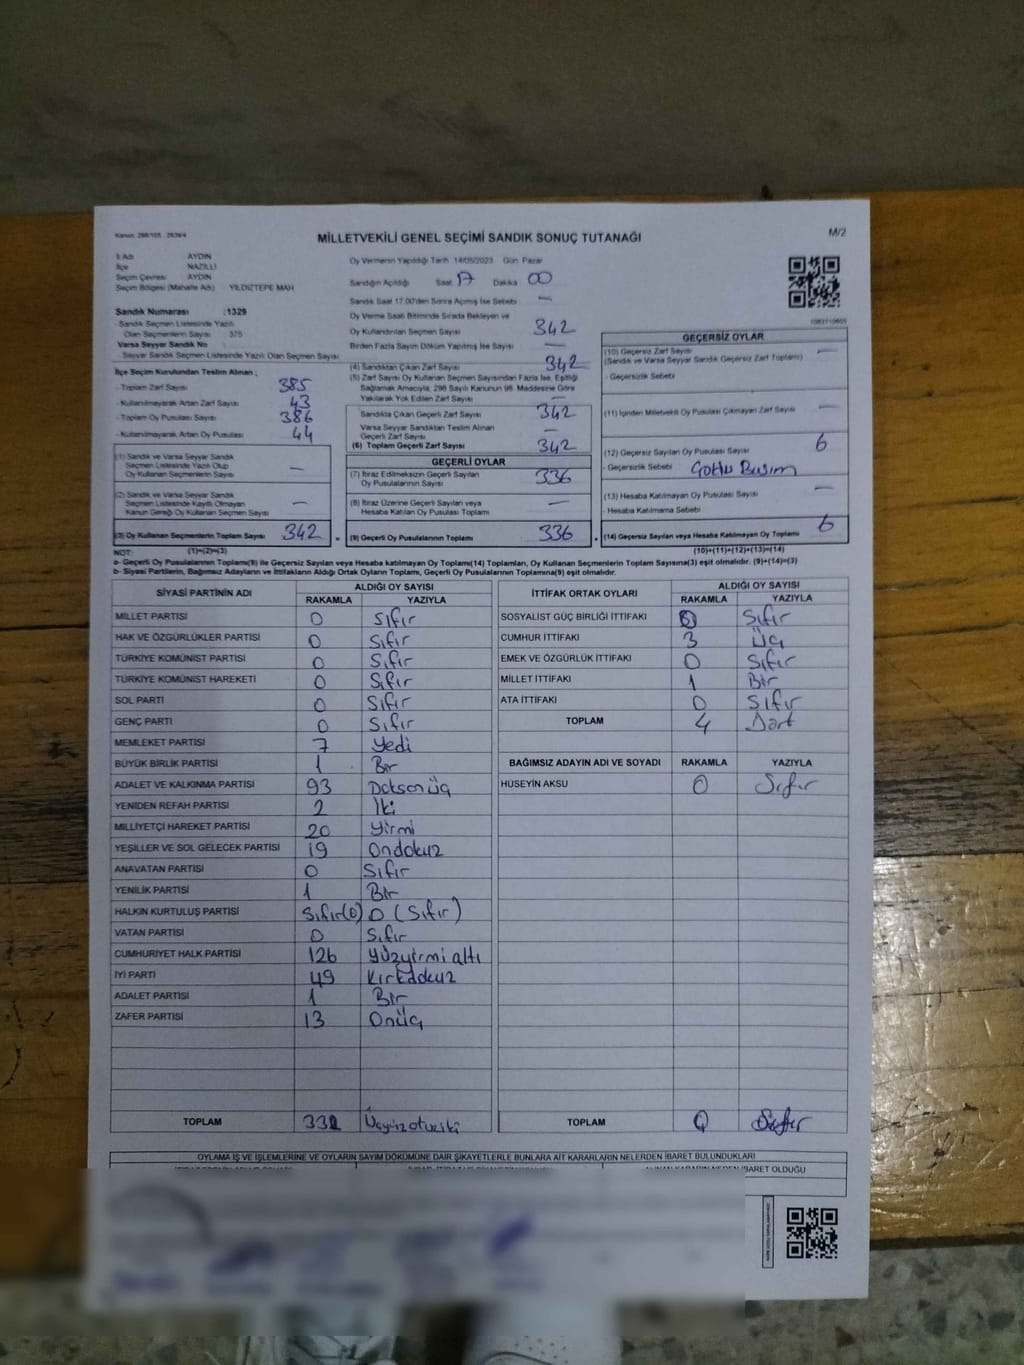 Kanun: 298/105 - 2839/4
MİLLETVEKİLİ GENEL SEÇİMİ SANDIK SONUÇ TUTANAĞI
M/2
İl Adı AYDIN
İlçe NAZİLLİ
Seçim Çevresi AYDIN
Seçim Bölgesi (Mahalle Adı) YILDIZTEPE MAH
Oy Vermenin Yapıldığı Tarih 14/05/2023 Gün Pazar
Sandığın Açıldığı Saat 17 Dakika 00
Sandık Saat 17.00'den Sonra Açılmış İse Sebebi —
Sandık Numarası :1329
Sandık Seçmen Listesinde Yazılı
Olan Seçmenlerin Sayısı : 375
Varsa Seyyar Sandık No
Seyyar Sandık Seçmen Listesinde Yazılı Olan Seçmen Sayısı
Oy Verme Saati Bitiminde Sırada Bekleyen ve
Oy Kullandırılan Seçmen Sayısı 342
Birden Fazla Sayım Döküm Yapılmış İse Sayısı —
İlçe Seçim Kurulundan Teslim Alınan ;
- Toplam Zarf Sayısı 385
- Kullanılmayarak Artan Zarf Sayısı 43
- Toplam Oy Pusulası Sayısı 386
- Kullanılmayarak Artan Oy Pusulası 44
(1) Sandık ve Varsa Seyyar Sandık
Seçmen Listesinde Yazılı Olup
Oy Kullanan Seçmenlerin Sayısı —
(2) Sandık ve Varsa Seyyar Sandık
Seçmen Listesinde Kayıtlı Olmayan
Kanun Gereği Oy Kullanan Seçmen Sayısı —
(3) Oy Kullanan Seçmenlerin Toplam Sayısı 342 =
(4) Sandıktan Çıkan Zarf Sayısı 342
(5) Zarf Sayısı Oy Kullanan Seçmen Sayısından Fazla İse, Eşitliği
Sağlamak Amacıyla, 298 Sayılı Kanunun 98. Maddesine Göre
Yakılarak Yok Edilen Zarf Sayısı —
Sandıkta Çıkan Geçerli Zarf Sayısı 342
Varsa Seyyar Sandıktan Teslim Alınan
Geçerli Zarf Sayısı —
(6) Toplam Geçerli Zarf Sayısı 342
GEÇERLİ OYLAR
(7) İtiraz Edilmeksizin Geçerli Sayılan
Oy Pusulalarının Sayısı 336
(8) İtiraz Üzerine Geçerli Sayılan veya
Hesaba Katılan Oy Pusulası Toplamı —
(9) Geçerli Oy Pusulalarının Toplamı 336 +
GEÇERSİZ OYLAR
(10) Geçersiz Zarf Sayısı —
(Sandık ve Varsa Seyyar Sandık Geçersiz Zarf Toplamı)
- Geçersizlik Sebebi
(11) İçinden Milletvekili Oy Pusulası Çıkmayan Zarf Sayısı —
(12) Geçersiz Sayılan Oy Pusulası Sayısı 6
- Geçersizlik Sebebi
(13) Hesaba Katılmayan Oy Pusulası Sayısı —
- Hesaba Katılmama Sebebi
(14) Geçersiz Sayılan veya Hesaba Katılmayan Oy Toplamı 6
NOT: (1)+(2)=(3) (10)+(11)+(12)+(13)=(14)
a- Geçerli Oy Pusulalarının Toplamı(9) ile Geçersiz Sayılan veya Hesaba katılmayan Oy Toplamı(14) Toplamları, Oy Kullanan Seçmenlerin Toplam Sayısına(3) eşit olmalıdır. (9)+(14)=(3)
b- Siyasi Partilerin, Bağımsız Adayların ve İttifakların Aldığı Ortak Oyların Toplamı, Geçerli Oy Pusulalarının Toplamına(9) eşit olmalıdır.
SİYASİ PARTİNİN ADI ALDIĞI OY SAYISI
RAKAMLA YAZIYLA
MİLLET PARTİSİ 0 Sıfır
HAK VE ÖZGÜRLÜKLER PARTİSİ 0 Sıfır
TÜRKİYE KOMÜNİST PARTİSİ 0 Sıfır
TÜRKİYE KOMÜNİST HAREKETİ 0 Sıfır
SOL PARTİ 0 Sıfır
GENÇ PARTİ 0 Sıfır
MEMLEKET PARTİSİ 7 Yedi
BÜYÜK BİRLİK PARTİSİ 1 Bir
ADALET VE KALKINMA PARTİSİ 93 Doksan üç
YENİDEN REFAH PARTİSİ 2 İki
MİLLİYETÇİ HAREKET PARTİSİ 20 Yirmi
YEŞİLLER VE SOL GELECEK PARTİSİ 19 Ondokuz
ANAVATAN PARTİSİ 0 Sıfır
YENİLİK PARTİSİ 1 Bir
HALKIN KURTULUŞ PARTİSİ Sıfır(0) 0 (Sıfır)
VATAN PARTİSİ 0 Sıfır
CUMHURİYET HALK PARTİSİ 126 Yüzyirmi altı
İYİ PARTİ 49 Kırkdokuz
ADALET PARTİSİ 1 Bir
ZAFER PARTİSİ 13 Onüç
TOPLAM 332 Üçyüzotuziki
İTTİFAK ORTAK OYLARI ALDIĞI OY SAYISI
RAKAMLA YAZIYLA
SOSYALİST GÜÇ BİRLİĞİ İTTİFAKI 0 Sıfır
CUMHUR İTTİFAKI 3 Üç
EMEK VE ÖZGÜRLÜK İTTİFAKI 0 Sıfır
MİLLET İTTİFAKI 1 Bir
ATA İTTİFAKI 0 Sıfır
TOPLAM 4 Dört
BAĞIMSIZ ADAYIN ADI VE SOYADI RAKAMLA YAZIYLA
HÜSEYİN AKSU 0 Sıfır
TOPLAM 0 Sıfır
OYLAMA İŞ VE İŞLEMLERİNE VE OYLARIN SAYIM DÖKÜMÜNE DAİR ŞİKAYETLERLE BUNLARA AİT KARARLARIN NELERDEN İBARET BULUNDUKLARI
ALINAN KARARIN NEDEN İBARET OLDUĞU